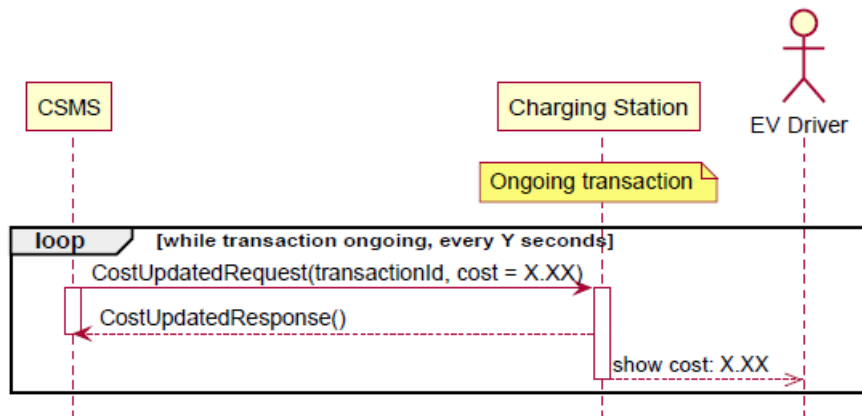 CSMS
Charging Station
EV Driver
Ongoing transaction
loop
[while transaction ongoing, every Y seconds]
CostUpdatedRequest(transactionId, cost = X.XX)
CostUpdatedResponse()
show cost: X.XX